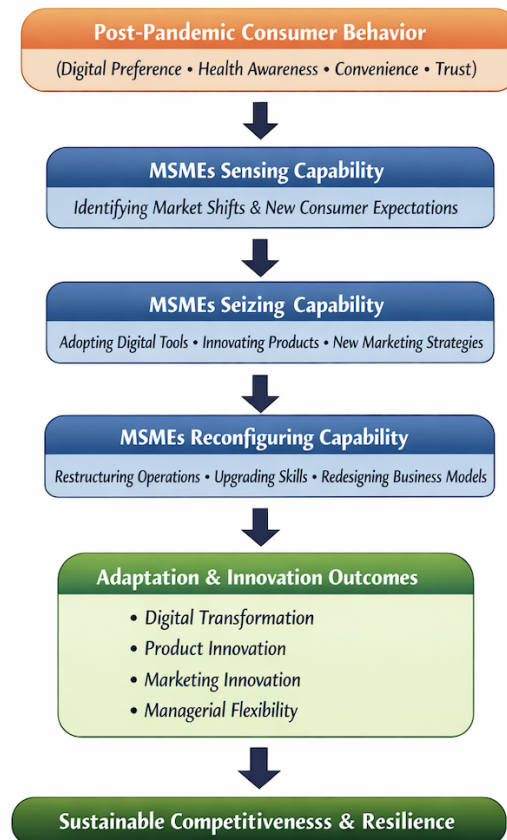 Post-Pandemic Consumer Behavior
(Digital Preference • Health Awareness • Convenience • Trust)
MSMEs Sensing Capability
Identifying Market Shifts & New Consumer Expectations
MSMEs Seizing Capability
Adopting Digital Tools • Innovating Products • New Marketing Strategies
MSMEs Reconfiguring Capability
Restructuring Operations • Upgrading Skills • Redesigning Business Models
Adaptation & Innovation Outcomes
• Digital Transformation
• Product Innovation
• Marketing Innovation
• Managerial Flexibility
Sustainable Competitivenesss & Resilience